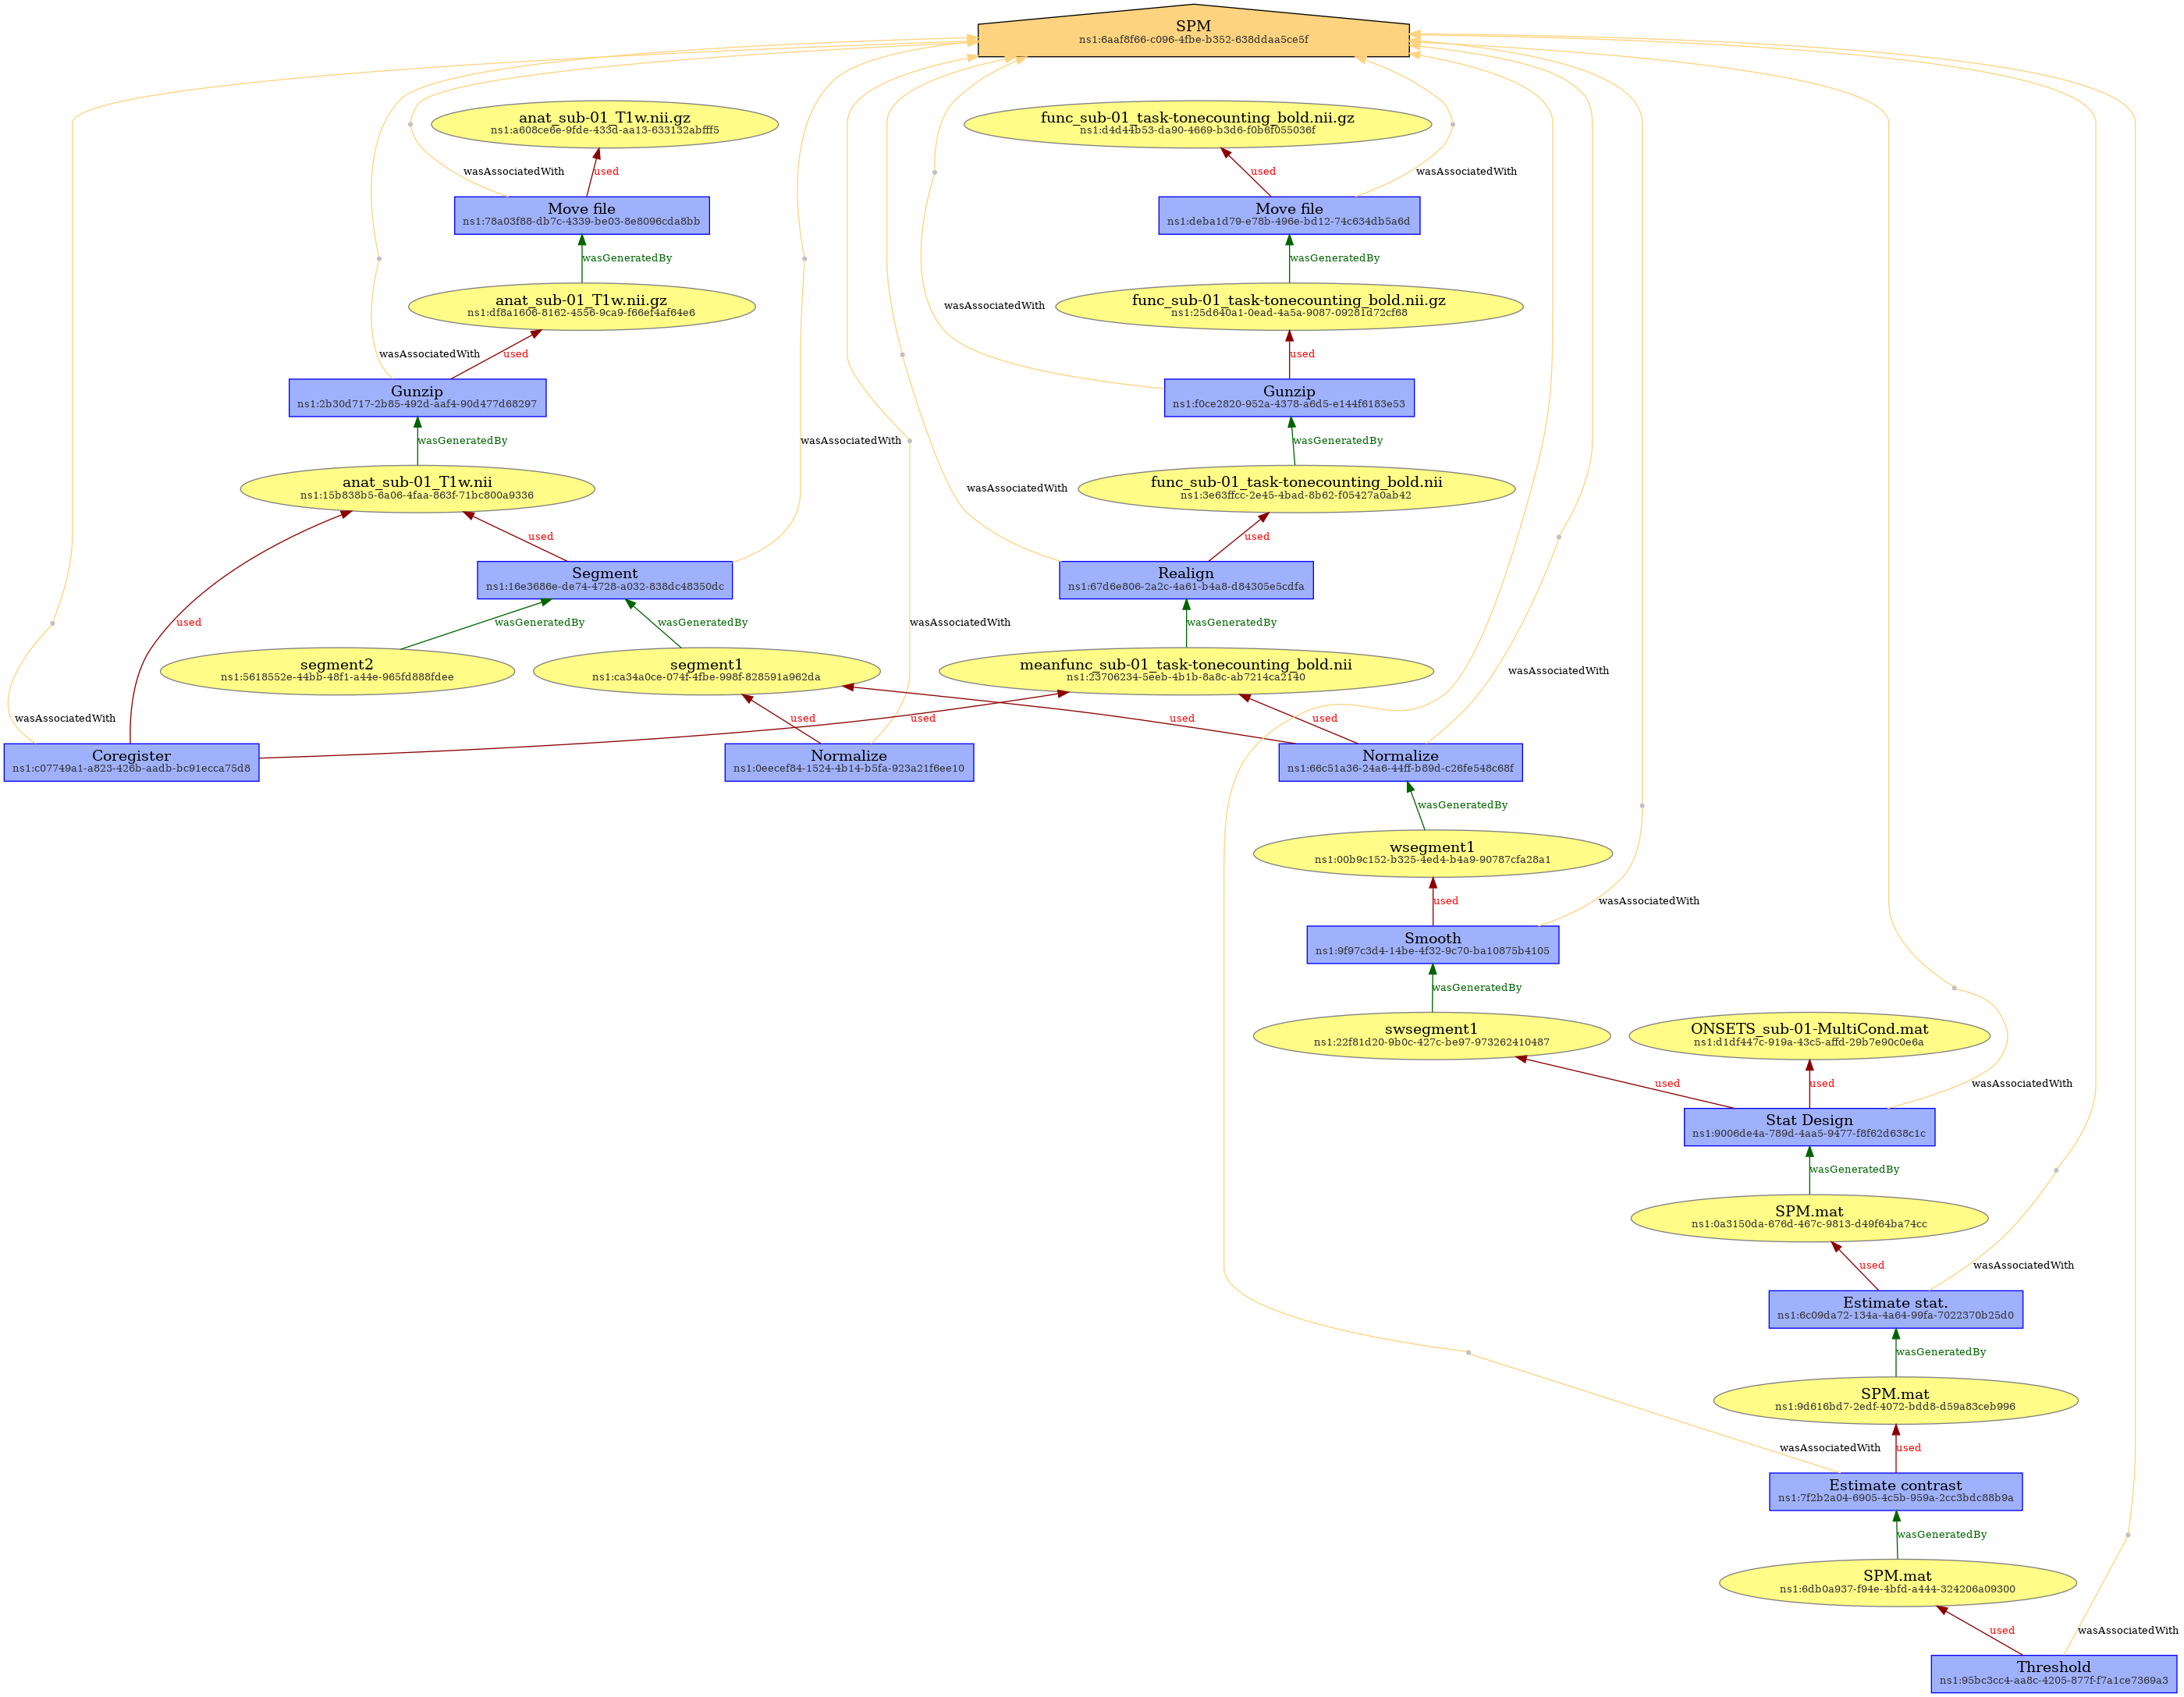 SPM
ns1:6aaf8f66-c096-4fbe-b352-638ddaa5ce5f
anat_sub-01_T1w.nii.gz
ns1:a608ce6e-9fde-433d-aa13-633132abfff5
func_sub-01_task-tonecounting_bold.nii.gz
ns1:d4d44b53-da90-4669-b3d6-f0b6f055036f
wasAssociatedWith
used
used
wasAssociatedWith
Move file
ns1:78a03f88-db7c-4339-be03-8e8096cda8bb
Move file
ns1:deba1d79-e78b-496e-bd12-74c634db5a6d
wasGeneratedBy
wasGeneratedBy
anat_sub-01_T1w.nii.gz
ns1:df8a1606-8162-4556-9ca9-f66ef4af64e6
wasAssociatedWith
func_sub-01_task-tonecounting_bold.nii.gz
ns1:25d640a1-0ead-4a5a-9087-09281d72cf68
wasAssociatedWith
used
used
Gunzip
ns1:2b30d717-2b85-492d-aaf4-90d477d68297
Gunzip
ns1:f0ce2820-952a-4378-a6d5-e144f6183e53
wasGeneratedBy
wasAssociatedWith
wasGeneratedBy
anat_sub-01_T1w.nii
ns1:15b838b5-6a06-4faa-863f-71bc800a9336
wasAssociatedWith
func_sub-01_task-tonecounting_bold.nii
ns1:3e63ffcc-2e45-4bad-8b62-f05427a0ab42
used
used
Segment
ns1:16e3686e-de74-4728-a032-838dc48350dc
Realign
ns1:67d6e806-2a2c-4a61-b4a8-d84305e5cdfa
used
wasGeneratedBy
wasGeneratedBy
wasAssociatedWith
wasGeneratedBy
segment2
ns1:5618552e-44bb-48f1-a44e-965fd888fdee
segment1
ns1:ca34a0ce-074f-4fbe-998f-828591a962da
meanfunc_sub-01_task-tonecounting_bold.nii
ns1:23706234-5eeb-4b1b-8a8c-ab7214ca2140
wasAssociatedWith
wasAssociatedWith
used
used
used
used
Coregister
ns1:c07749a1-a823-426b-aadb-bc91ecca75d8
Normalize
ns1:0eecef84-1524-4b14-b5fa-923a21f6ee10
Normalize
ns1:66c51a36-24a6-44ff-b89d-c26fe548c68f
wasGeneratedBy
wsegment1
ns1:00b9c152-b325-4ed4-b4a9-90787cfa28a1
used
wasAssociatedWith
Smooth
ns1:9f97c3d4-14be-4f32-9c70-ba10875b4105
wasGeneratedBy
swsegment1
ns1:22f81d20-9b0c-427c-be97-973262410487
ONSETS_sub-01-MultiCond.mat
ns1:d1df447c-919a-43c5-affd-29b7e90c0e6a
used
used
wasAssociatedWith
Stat Design
ns1:9006de4a-789d-4aa5-9477-f8f62d638c1c
wasGeneratedBy
SPM.mat
ns1:0a3150da-676d-467c-9813-d49f64ba74cc
used
wasAssociatedWith
Estimate stat.
ns1:6c09da72-134a-4a64-99fa-7022370b25d0
wasGeneratedBy
SPM.mat
ns1:9d616bd7-2edf-4072-bdd8-d59a83ceb996
wasAssociatedWith
used
Estimate contrast
ns1:7f2b2a04-6905-4c5b-959a-2cc3bdc88b9a
wasGeneratedBy
SPM.mat
ns1:6db0a937-f94e-4bfd-a444-324206a09300
used
wasAssociatedWith
Threshold
ns1:95bc3cc4-aa8c-4205-877f-f7a1ce7369a3